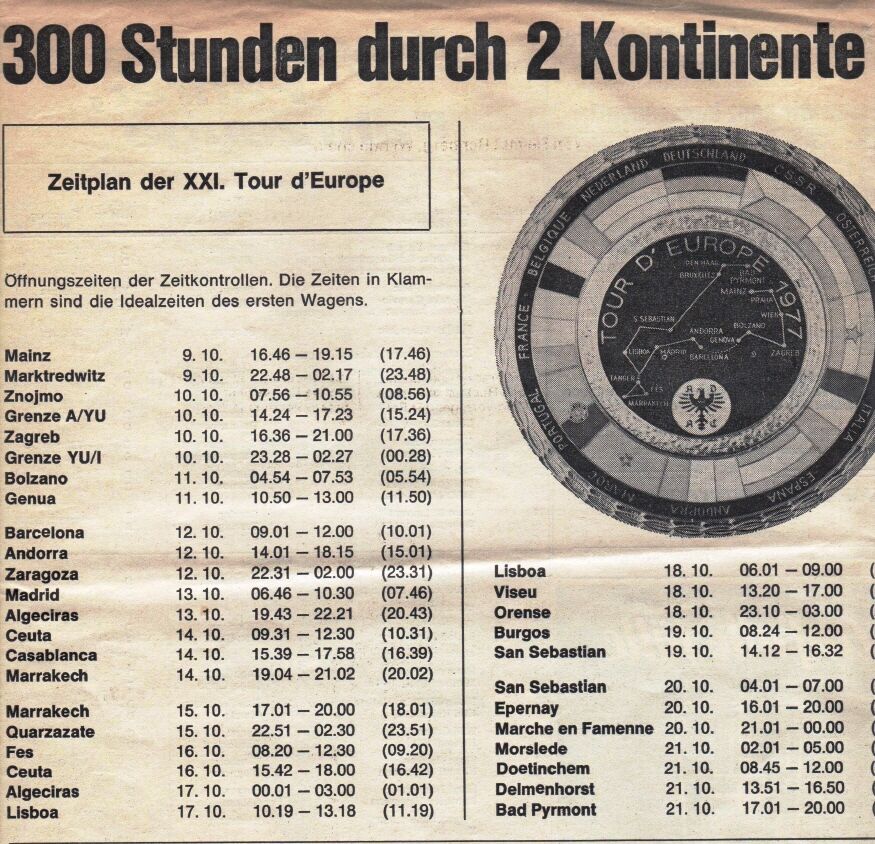 300 Stunden durch 2 Kontinente
Zeitplan der XXI. Tour d'Europe
Öffnungszeiten der Zeitkontrollen. Die Zeiten in Klam-
mern sind die Idealzeiten des ersten Wagens.
Mainz 9. 10. 16.46 — 19.15 (17.46)
Marktredwitz 9. 10. 22.48 — 02.17 (23.48)
Znojmo 10. 10. 07.56 — 10.55 (08.56)
Grenze A/YU 10. 10. 14.24 — 17.23 (15.24)
Zagreb 10. 10. 16.36 — 21.00 (17.36)
Grenze YU/I 10. 10. 23.28 — 02.27 (00.28)
Bolzano 11. 10. 04.54 — 07.53 (05.54)
Genua 11. 10. 10.50 — 13.00 (11.50)
Barcelona 12. 10. 09.01 — 12.00 (10.01)
Andorra 12. 10. 14.01 — 18.15 (15.01)
Zaragoza 12. 10. 22.31 — 02.00 (23.31)
Madrid 13. 10. 06.46 — 10.30 (07.46)
Algeciras 13. 10. 19.43 — 22.21 (20.43)
Ceuta 14. 10. 09.31 — 12.30 (10.31)
Casablanca 14. 10. 15.39 — 17.58 (16.39)
Marrakech 14. 10. 19.04 — 21.02 (20.02)
Marrakech 15. 10. 17.01 — 20.00 (18.01)
Quarzazate 15. 10. 22.51 — 02.30 (23.51)
Fes 16. 10. 08.20 — 12.30 (09.20)
Ceuta 16. 10. 15.42 — 18.00 (16.42)
Algeciras 17. 10. 00.01 — 03.00 (01.01)
Lisboa 17. 10. 10.19 — 13.18 (11.19)
FRANCE · BELGIQUE · NEDERLAND DEUTSCHLAND ČSSR ÖSTERREICH
ITALIA ESPANA ANDORRA MAROC PORTUGAL
TOUR D'EUROPE 1977
DEN HAAG
BRUXELLES
BAD
PYRMONT
MAINZ
PRAHA
WIEN
S. SEBASTIAN
ANDORRA
BOLZANO
GENOVA
LISBOA MADRID
BARCELONA
ZAGREB
TANGER
FES
MARRAKECH
A D
A C
Lisboa 18. 10. 06.01 — 09.00 (
Viseu 18. 10. 13.20 — 17.00 (
Orense 18. 10. 23.10 — 03.00 (
Burgos 19. 10. 08.24 — 12.00 (
San Sebastian 19. 10. 14.12 — 16.32 (
San Sebastian 20. 10. 04.01 — 07.00 (
Epernay 20. 10. 16.01 — 20.00 (
Marche en Famenne 20. 10. 21.01 — 00.00 (
Morslede 21. 10. 02.01 — 05.00 (
Doetinchem 21. 10. 08.45 — 12.00 (
Delmenhorst 21. 10. 13.51 — 16.50 (
Bad Pyrmont 21. 10. 17.01 — 20.00 (